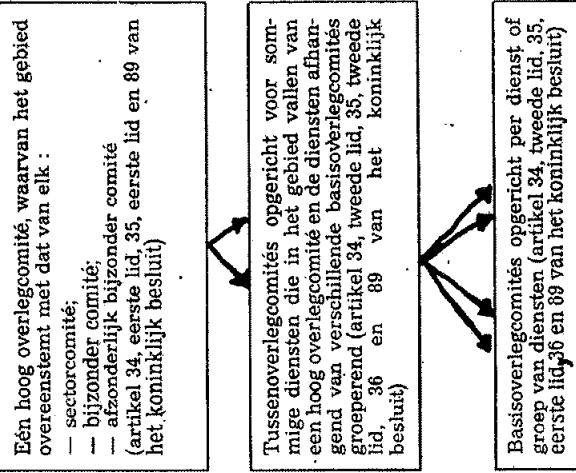 Eén hoog overlegcomité, waarvan het gebied
overeenstemt met dat van elk :
— sectorcomité;
— bijzonder comité;
— afzonderlijk bijzonder comité
(artikel 34, eerste lid, 35, eerste lid en 89 van
het koninklijk besluit)
Tussenoverlegcomités opgericht voor som-
mige diensten die in het gebied vallen van
een hoog overlegcomité en de diensten afhan-
gend van verschillende basisoverlegcomités
groeperend (artikel 34, tweede lid, 35, tweede
lid, 36 en 89 van het koninklijk
besluit)
Basisoverlegcomités opgericht per dienst of
groep van diensten (artikel 34, tweede lid, 35,
eerste lid, 36 en 89 van het koninklijk besluit)